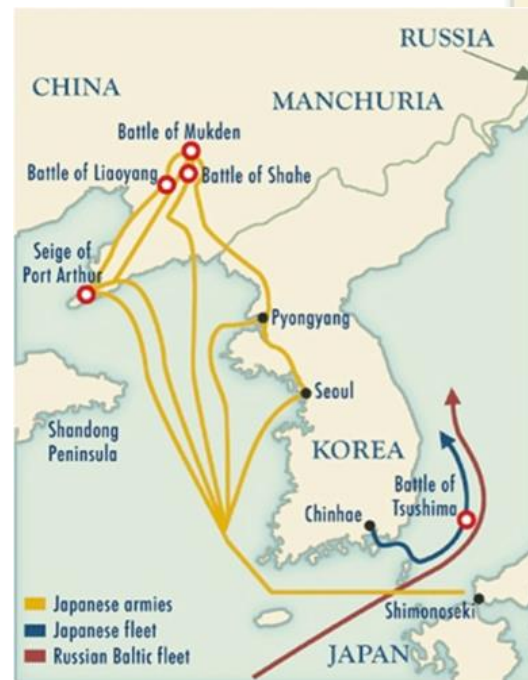 RUSSIA
CHINA
MANCHURIA
Battle of Mukden
Battle of Liaoyang
Battle of Shahe
Seige of
Port Arthur
Pyongyang
Seoul
Shandong
Peninsula
KOREA
Battle of
Tsushima
Chinhae
Japanese armies
Shimonoseki
Japanese fleet
Russian Baltic fleet
JAPAN